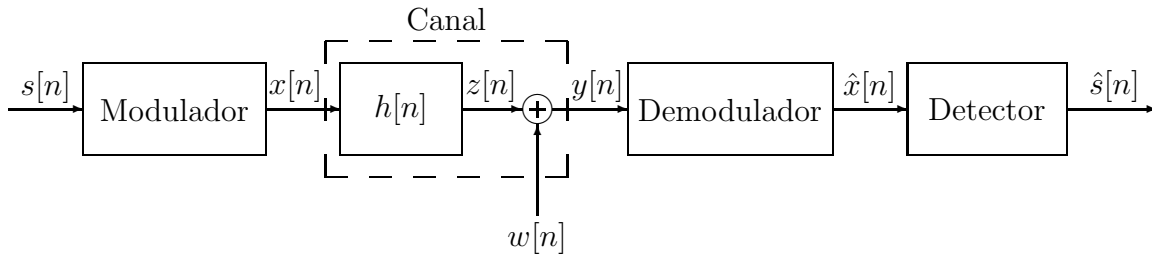 Canal
s[n]
Modulador
x[n]
h[n]
z[n]
+
y[n]
Demodulador
x̂[n]
Detector
ŝ[n]
w[n]